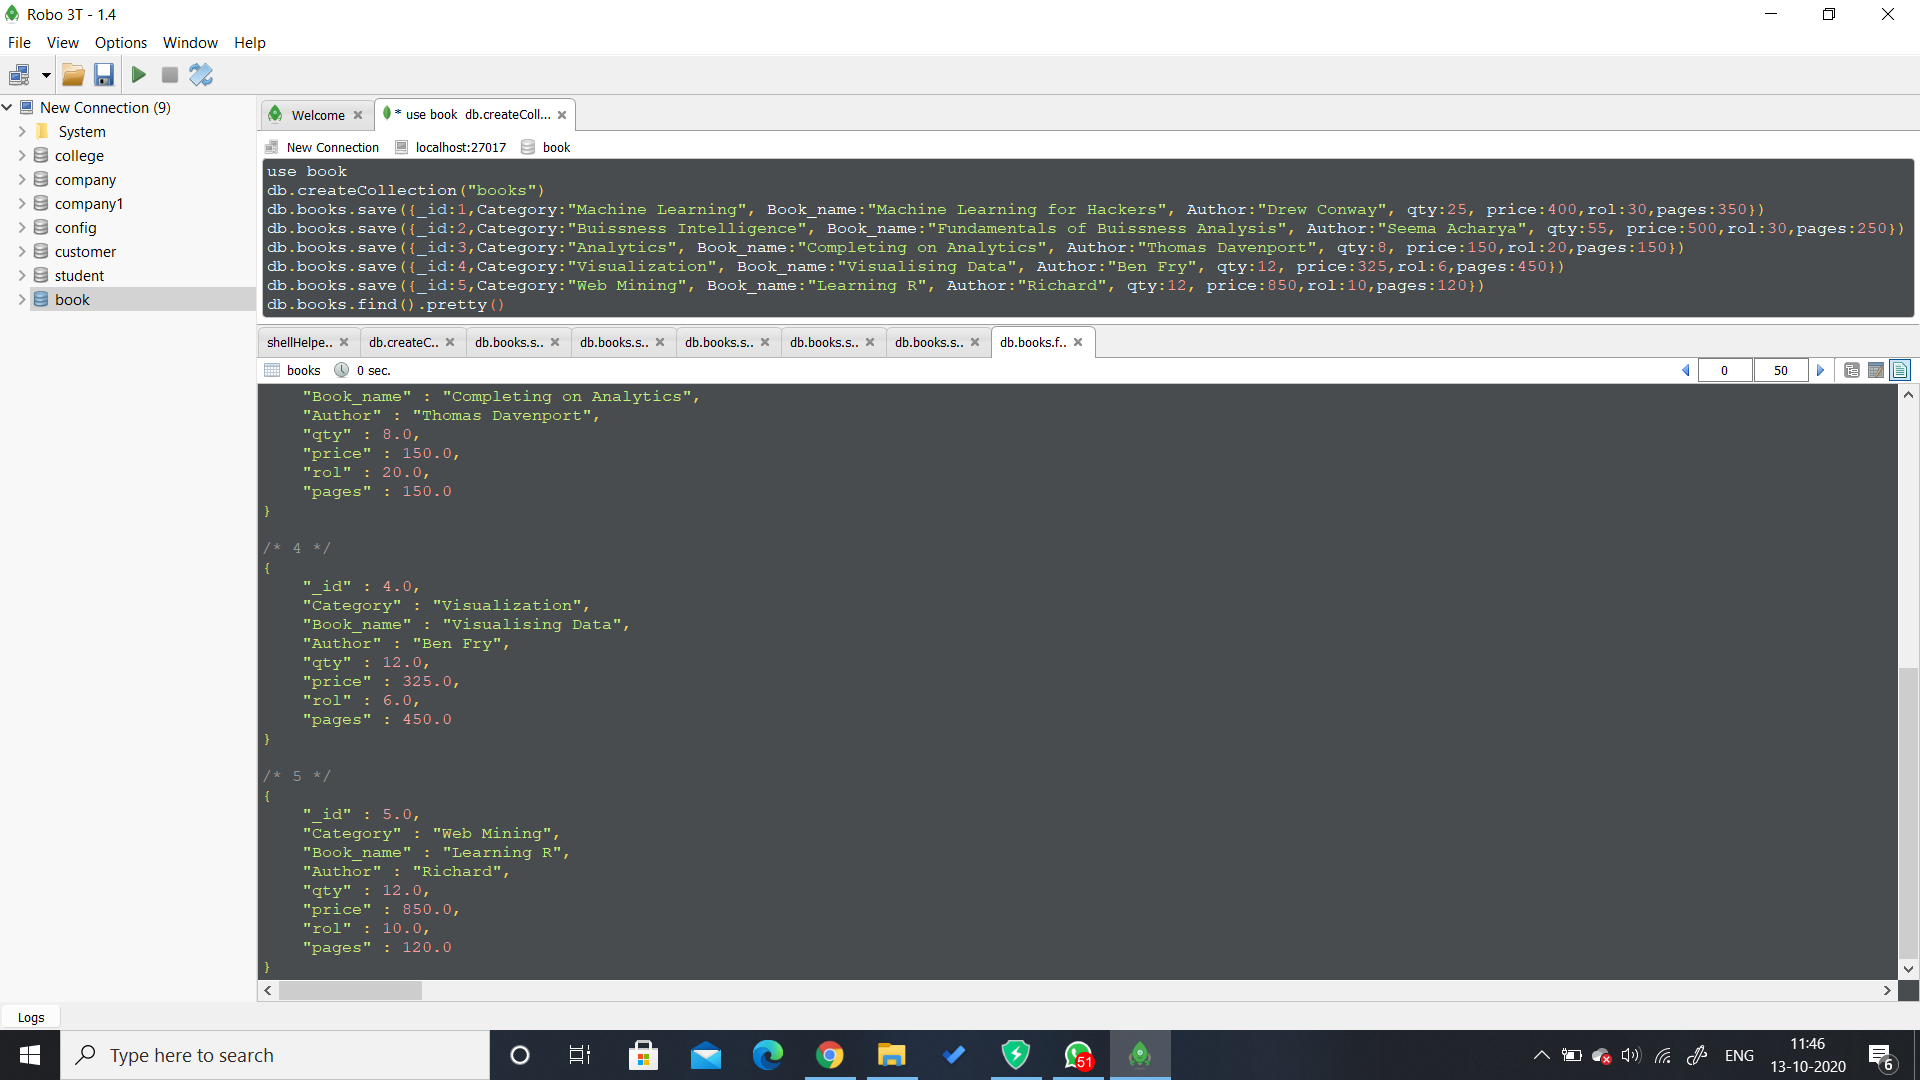 Robo 3T - 1.4
File View Options Window Help
New Connection (9)
System
college
company
company1
config
customer
student
book
Welcome
* use book db.createColl...
New Connection localhost:27017 book
use book
db.createCollection("books")
db.books.save({_id:1,Category:"Machine Learning", Book_name:"Machine Learning for Hackers", Author:"Drew Conway", qty:25, price:400,rol:30,pages:350})
db.books.save({_id:2,Category:"Buissness Intelligence", Book_name:"Fundamentals of Buissness Analysis", Author:"Seema Acharya", qty:55, price:500,rol:30,pages:250})
db.books.save({_id:3,Category:"Analytics", Book_name:"Completing on Analytics", Author:"Thomas Davenport", qty:8, price:150,rol:20,pages:150})
db.books.save({_id:4,Category:"Visualization", Book_name:"Visualising Data", Author:"Ben Fry", qty:12, price:325,rol:6,pages:450})
db.books.save({_id:5,Category:"Web Mining", Book_name:"Learning R", Author:"Richard", qty:12, price:850,rol:10,pages:120})
db.books.find().pretty()
shellHelpe.. db.createC.. db.books.s.. db.books.s.. db.books.s.. db.books.s.. db.books.s.. db.books.f..
books 0 sec. 0 50
"Book_name" : "Completing on Analytics",
"Author" : "Thomas Davenport",
"qty" : 8.0,
"price" : 150.0,
"rol" : 20.0,
"pages" : 150.0
}
/* 4 */
{
"_id" : 4.0,
"Category" : "Visualization",
"Book_name" : "Visualising Data",
"Author" : "Ben Fry",
"qty" : 12.0,
"price" : 325.0,
"rol" : 6.0,
"pages" : 450.0
}
/* 5 */
{
"_id" : 5.0,
"Category" : "Web Mining",
"Book_name" : "Learning R",
"Author" : "Richard",
"qty" : 12.0,
"price" : 850.0,
"rol" : 10.0,
"pages" : 120.0
}
Logs
Type here to search
51
ENG
11:46
13-10-2020
6